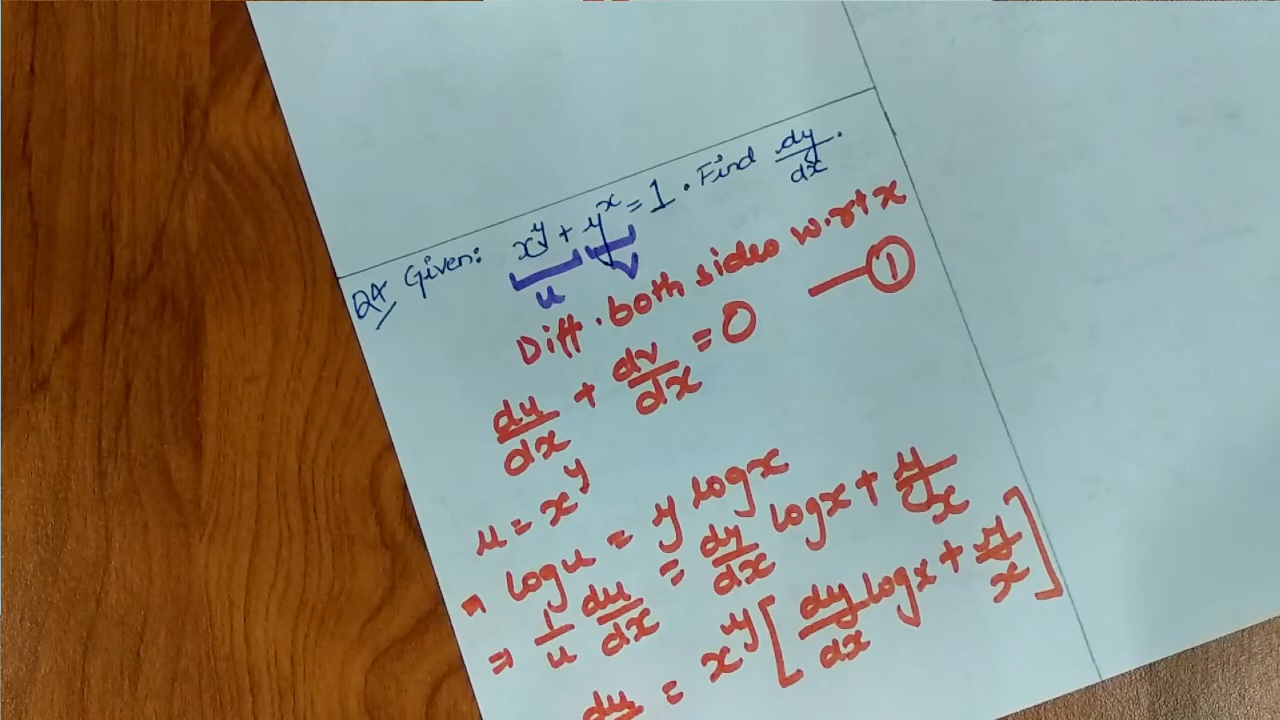 Q4 Given: x^y + y^x = 1. Find dy/dx.
u v
Diff. both sides w.r.t x
du/dx + dv/dx = 0 — ①
u = x^y
⇒ log u = y log x
⇒ 1/u du/dx = dy/dx log x + y/x
du = x^y [dy/dx log x + y/x]